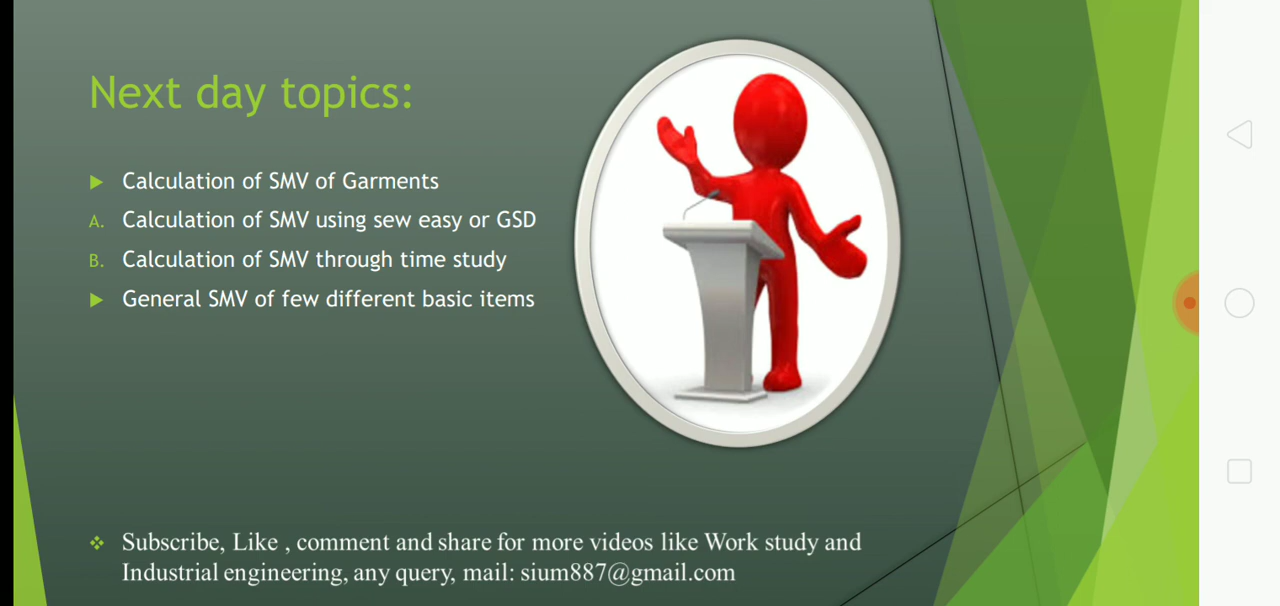 Next day topics:
Calculation of SMV of Garments
A. Calculation of SMV using sew easy or GSD
B. Calculation of SMV through time study
General SMV of few different basic items
Subscribe, Like , comment and share for more videos like Work study and
Industrial engineering, any query, mail: sium887@gmail.com